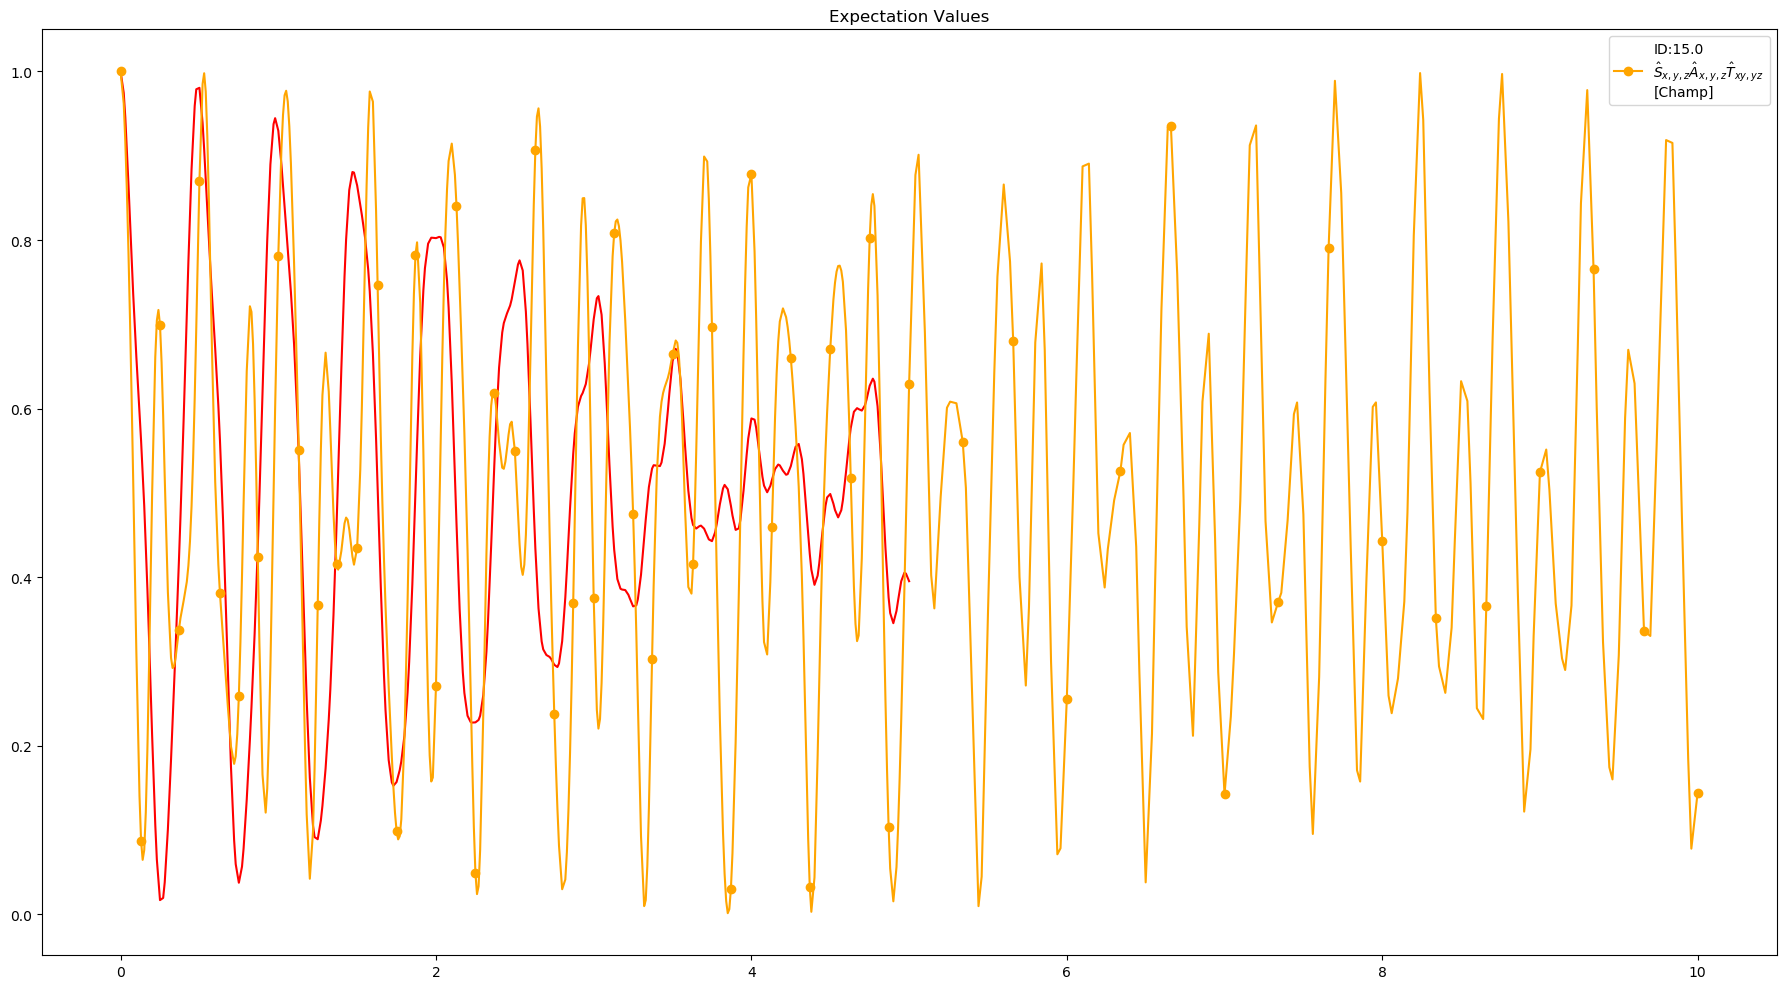 Expectation Values
ID:15.0
$\hat{S}_{x,y,z}\hat{A}_{x,y,z}\hat{T}_{xy,yz}$
[Champ]
1.0
0.8
0.6
0.4
0.2
0.0
0 2 4 6 8 10